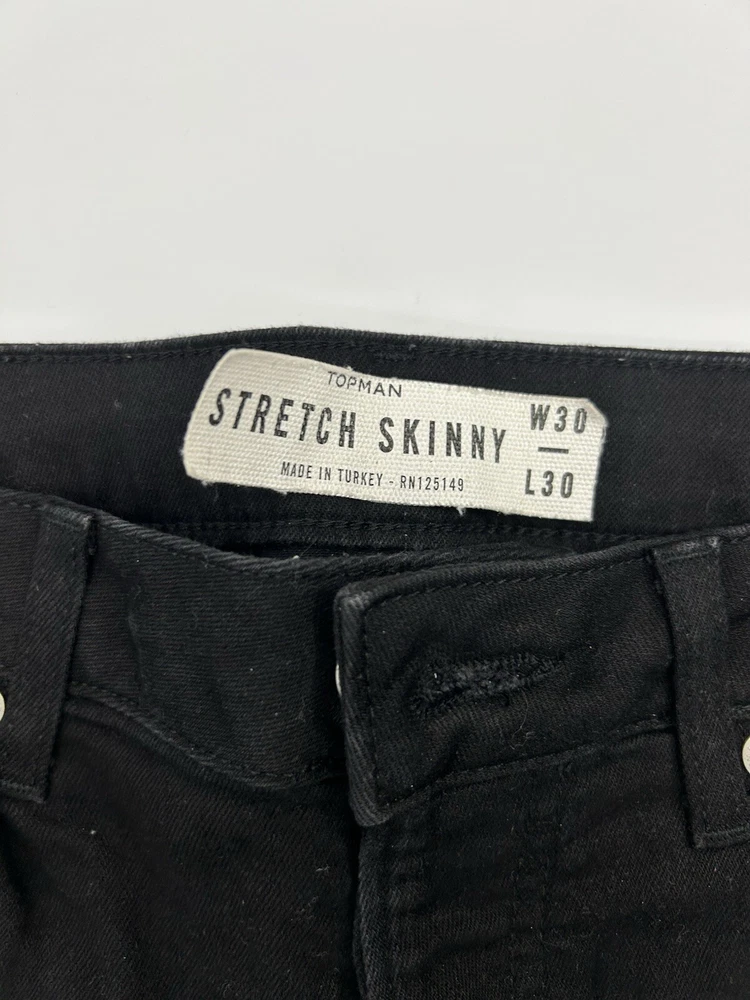 TOPMAN
STRETCH SKINNY
MADE IN TURKEY - RN125149
W30
L30